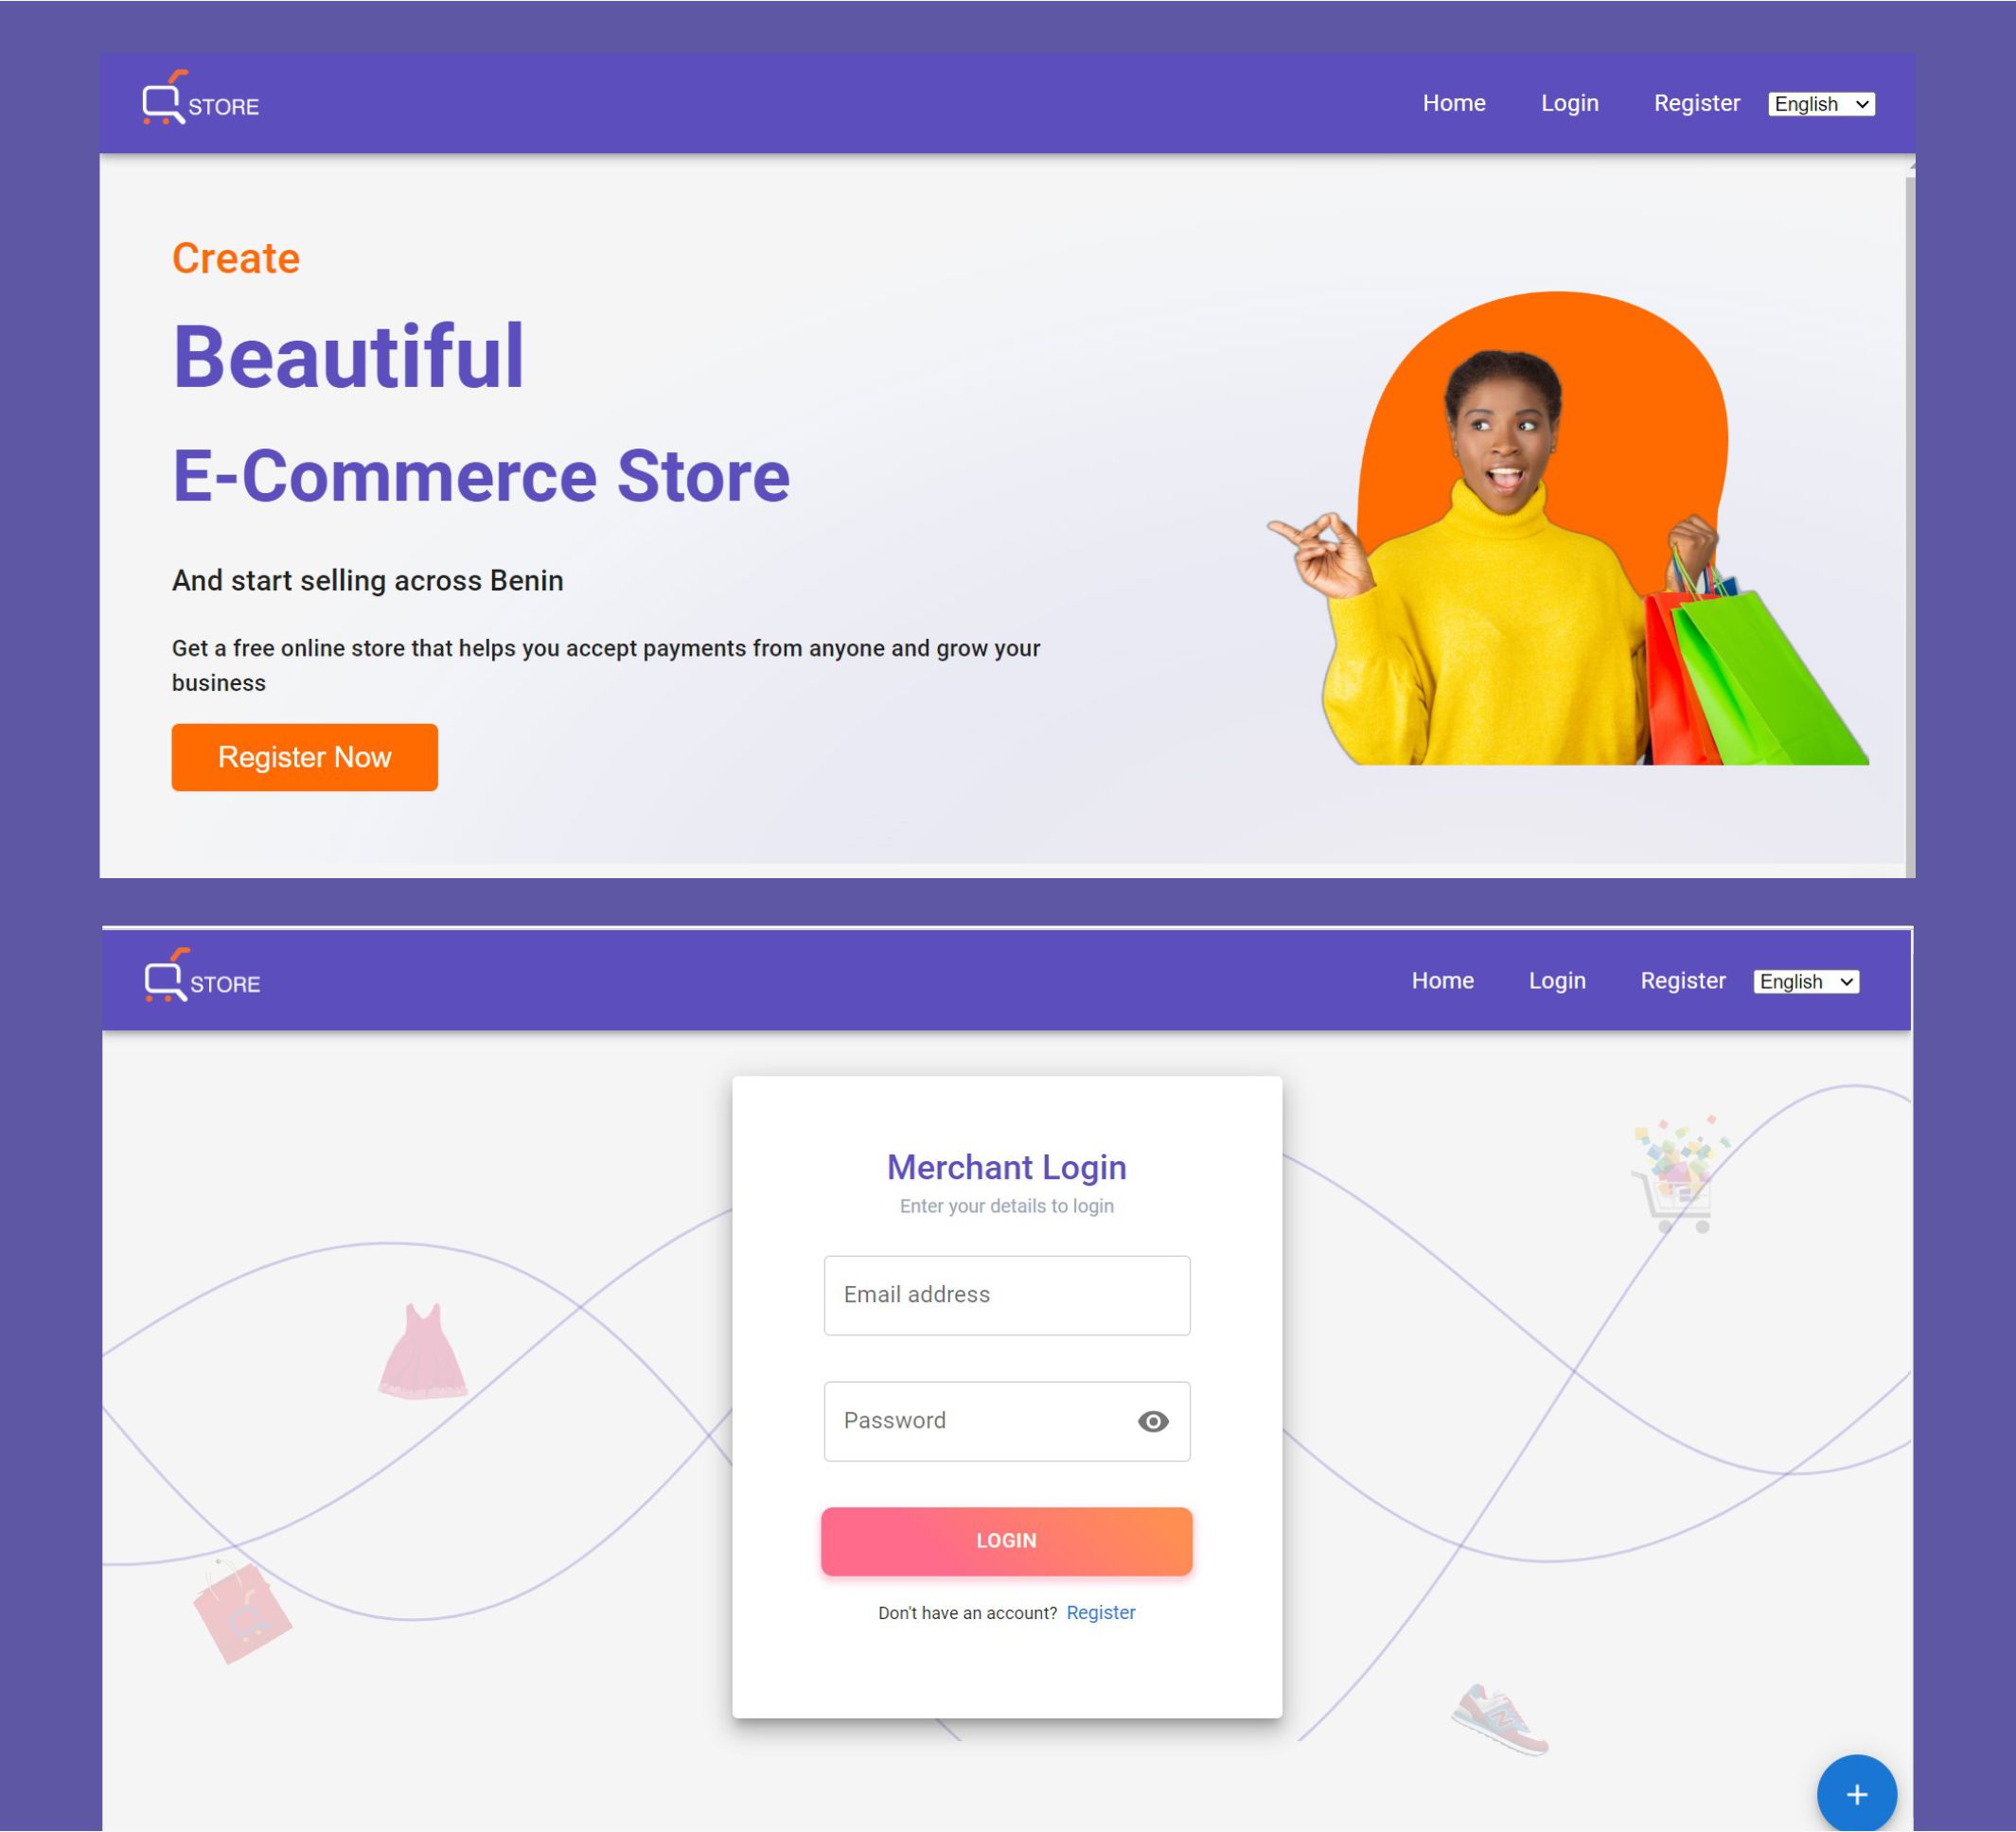 STORE
Home Login Register English
Create
Beautiful
E-Commerce Store
And start selling across Benin
Get a free online store that helps you accept payments from anyone and grow your
business
Register Now
STORE
Home Login Register English
Merchant Login
Enter your details to login
Email address
Password
LOGIN
Don't have an account? Register